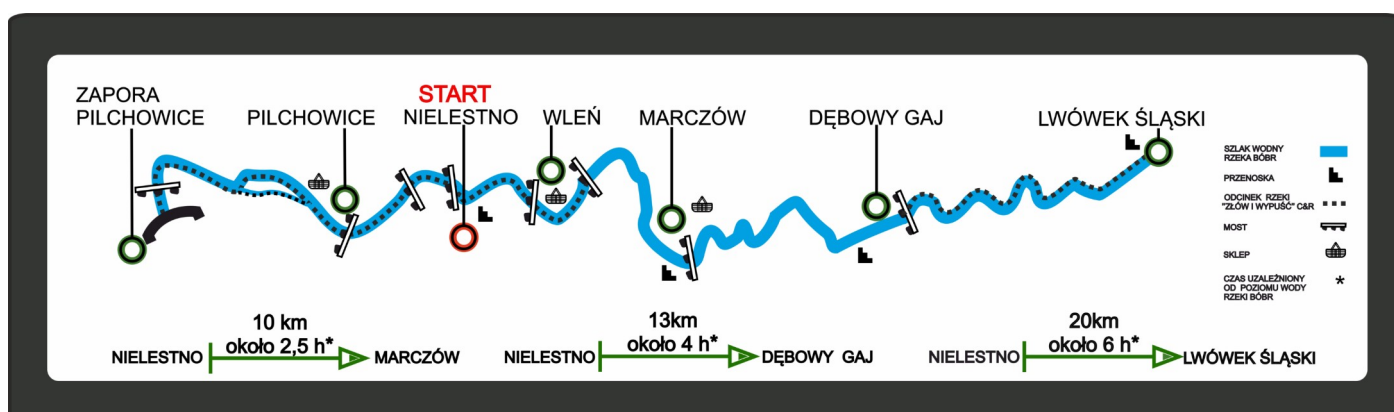 ZAPORA
PILCHOWICE
PILCHOWICE
START
NIELESTNO
WLEŃ
MARCZÓW
DĘBOWY GAJ
LWÓWEK ŚLĄSKI
SZLAK WODNY
RZEKA BÓBR
PRZENOSKA
ODCINEK RZEKI
"ZŁÓW I WYPUŚĆ" C&R
MOST
SKLEP
CZAS UZALEŻNIONY
OD POZIOMU WODY
RZEKI BÓBR
*
10 km
około 2,5 h*
NIELESTNO
MARCZÓW
13km
około 4 h*
NIELESTNO
DĘBOWY GAJ
20km
około 6 h*
NIELESTNO
LWÓWEK ŚLĄSKI